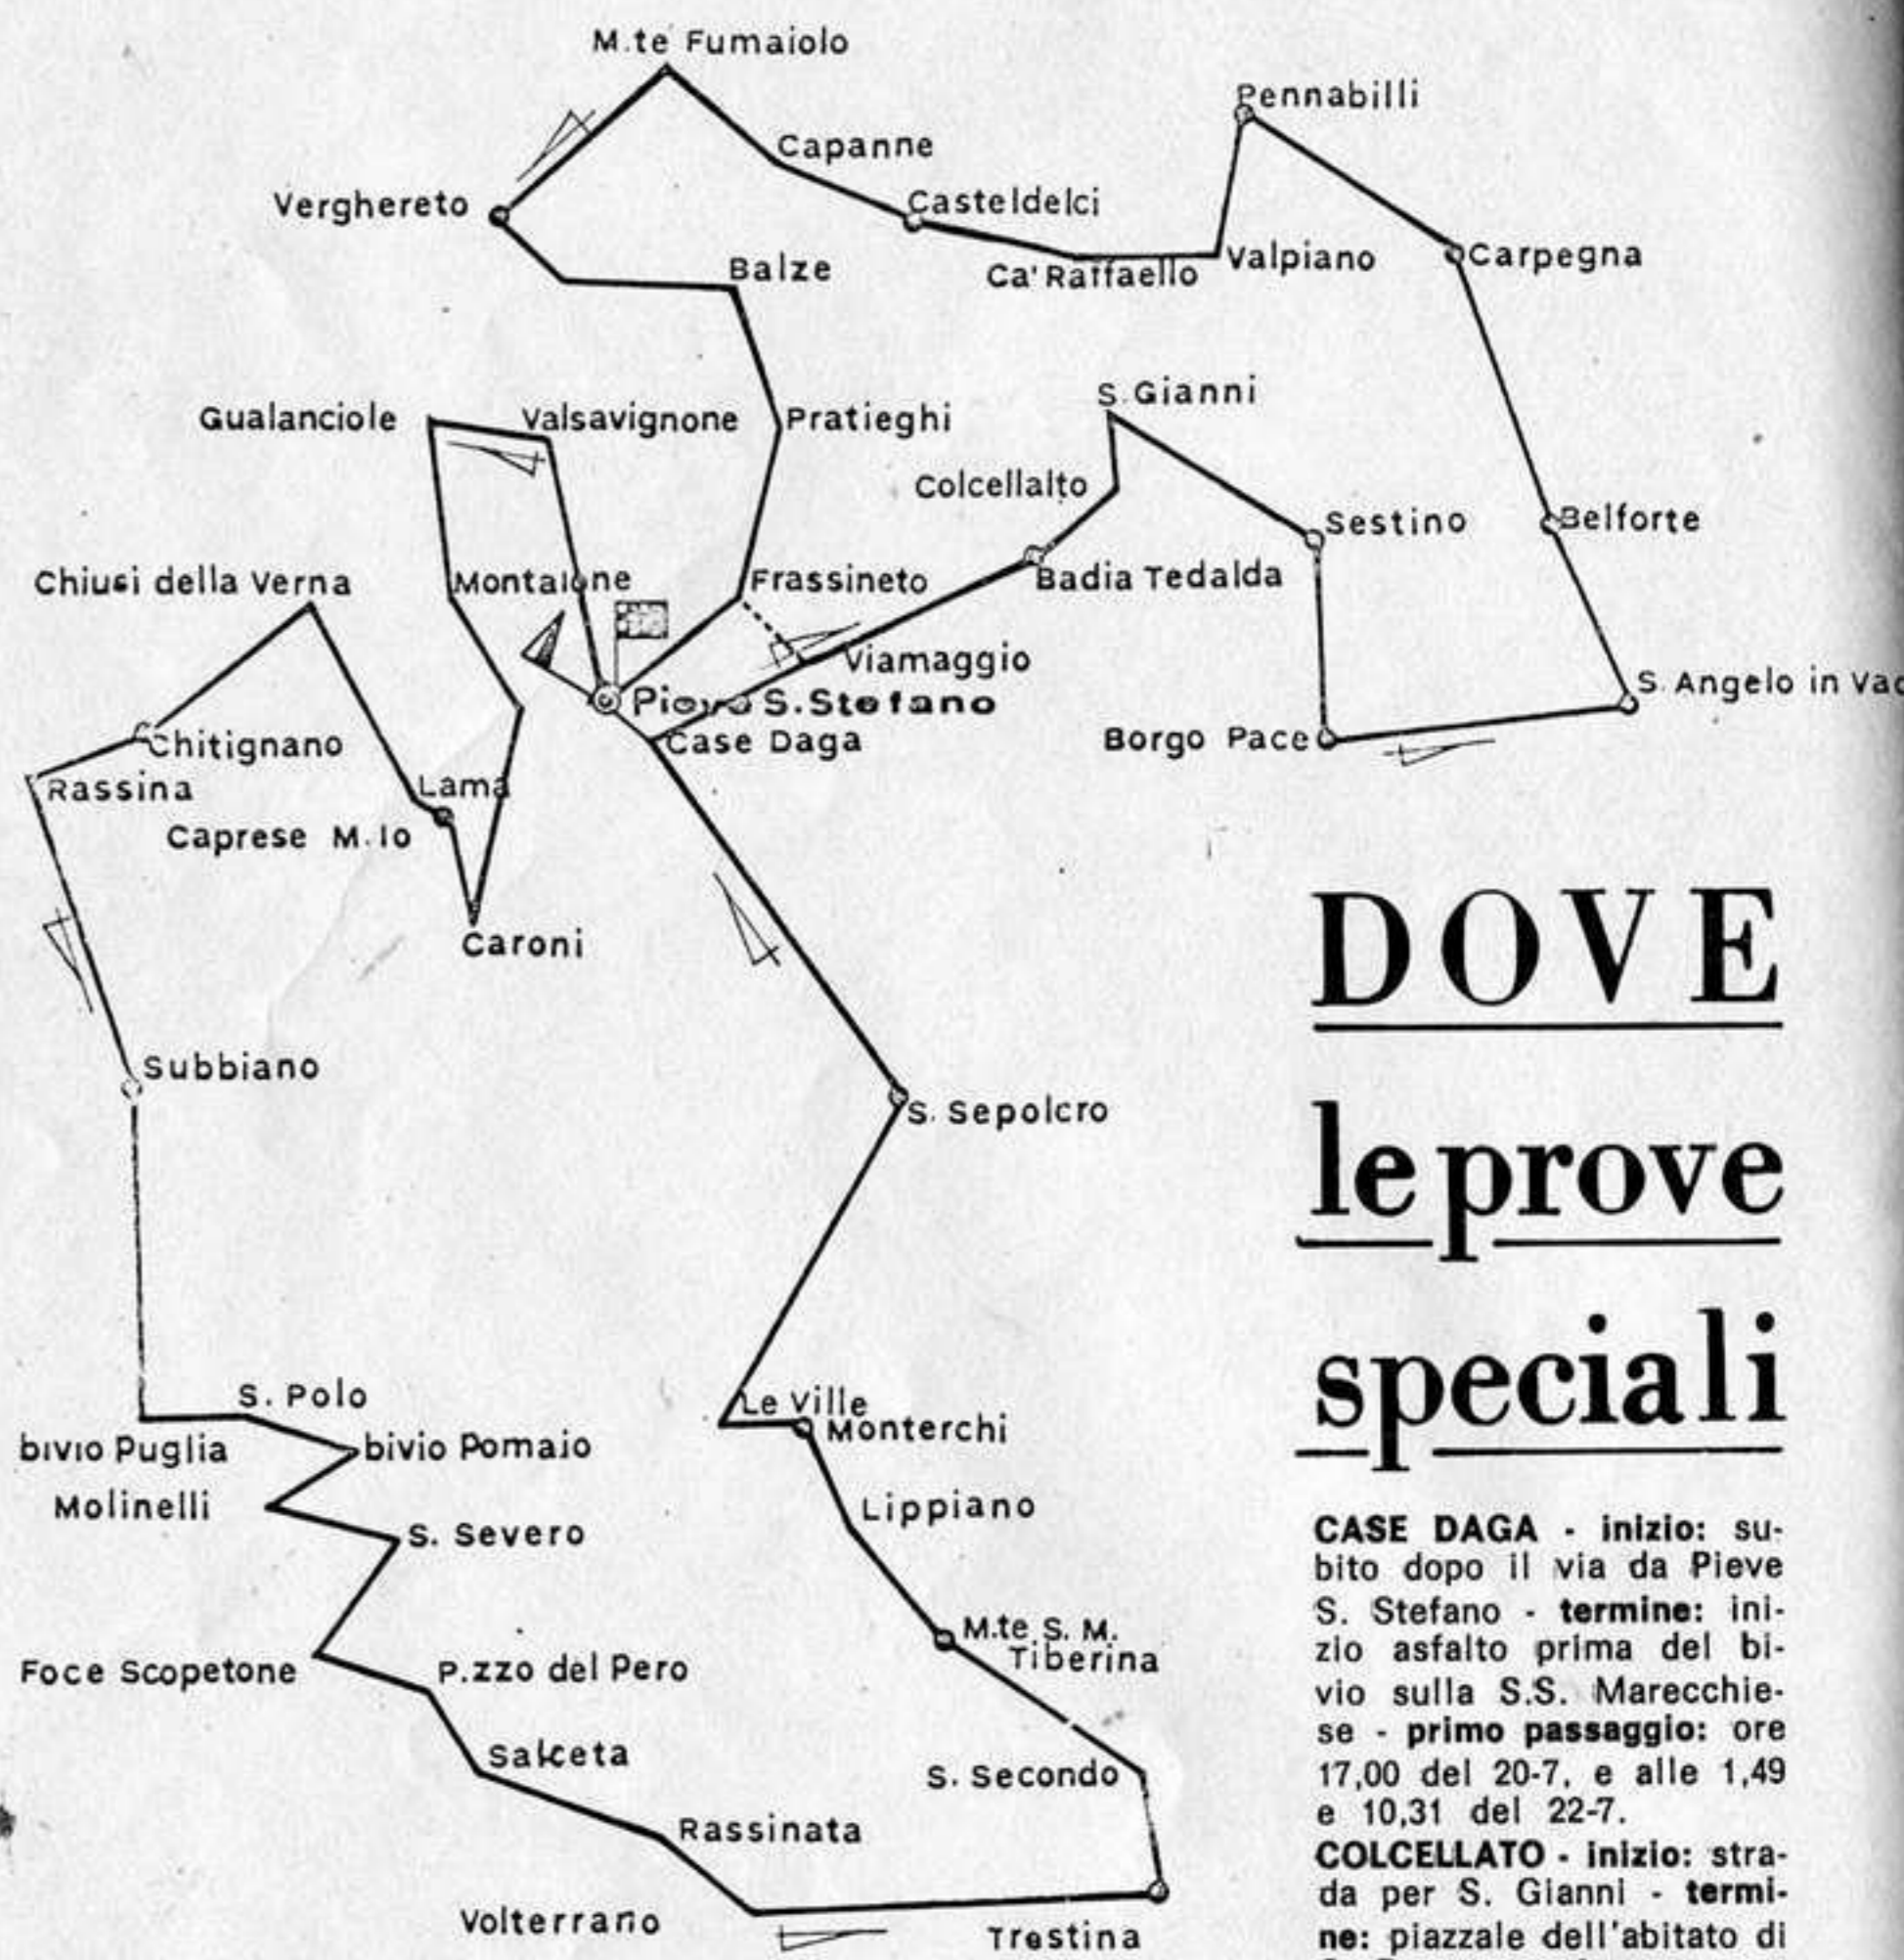 M.te Fumaiolo
Pennabilli
Capanne
Verghereto
Casteldelci
Balze
Ca' Raffaello
Valpiano
Carpegna
S. Gianni
Gualanciole
Valsavignone
Pratieghi
Colcellalto
Sestino
Belforte
Chiusi della Verna
Montalone
Frassineto
Badia Tedalda
Viamaggio
S. Angelo in Vad
Pieve S. Stefano
Case Daga
Borgo Pace
Chitignano
Rassina
Lama
Caprese M.lo
Caroni
Subbiano
S. Sepolcro
S. Polo
Le Ville
Monterchi
bivio Puglia
bivio Pomaio
Molinelli
Lippiano
S. Severo
M.te S. M.
Tiberina
Foce Scopetone
P.zzo del Pero
Salceta
S. Secondo
Rassinata
Volterrano
Trestina
DOVE
le prove
speciali
CASE DAGA - inizio: su-
bito dopo il via da Pieve
S. Stefano - termine: ini-
zio asfalto prima del bi-
vio sulla S.S. Marecchie-
se - primo passaggio: ore
17,00 del 20-7, e alle 1,49
e 10,31 del 22-7.
COLCELLATO - inizio: stra-
da per S. Gianni - termi-
ne: piazzale dell'abitato di